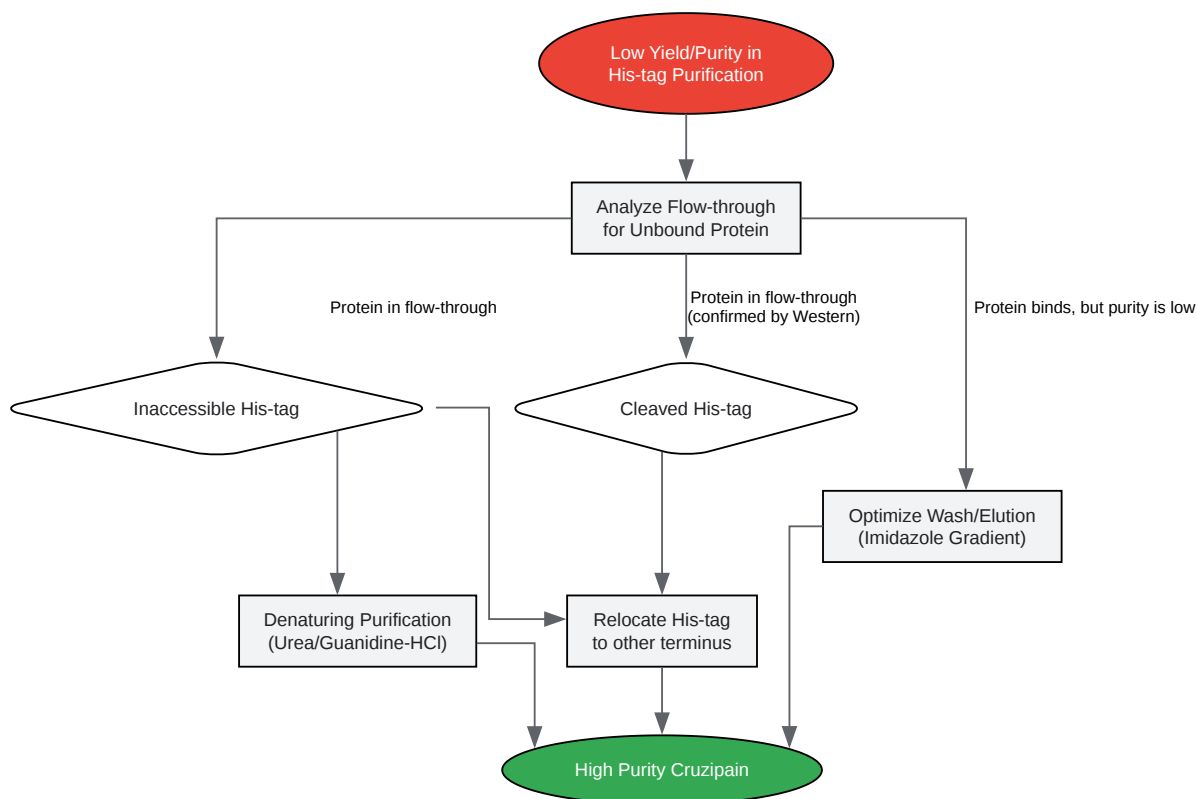 Low Yield/Purity in
His-tag Purification
Analyze Flow-through
for Unbound Protein
Protein in flow-through
Protein in flow-through
(confirmed by Western)
Protein binds, but purity is low
Inaccessible His-tag
Cleaved His-tag
Optimize Wash/Elution
(Imidazole Gradient)
Denaturing Purification
(Urea/Guanidine-HCl)
Relocate His-tag
to other terminus
High Purity Cruzipain